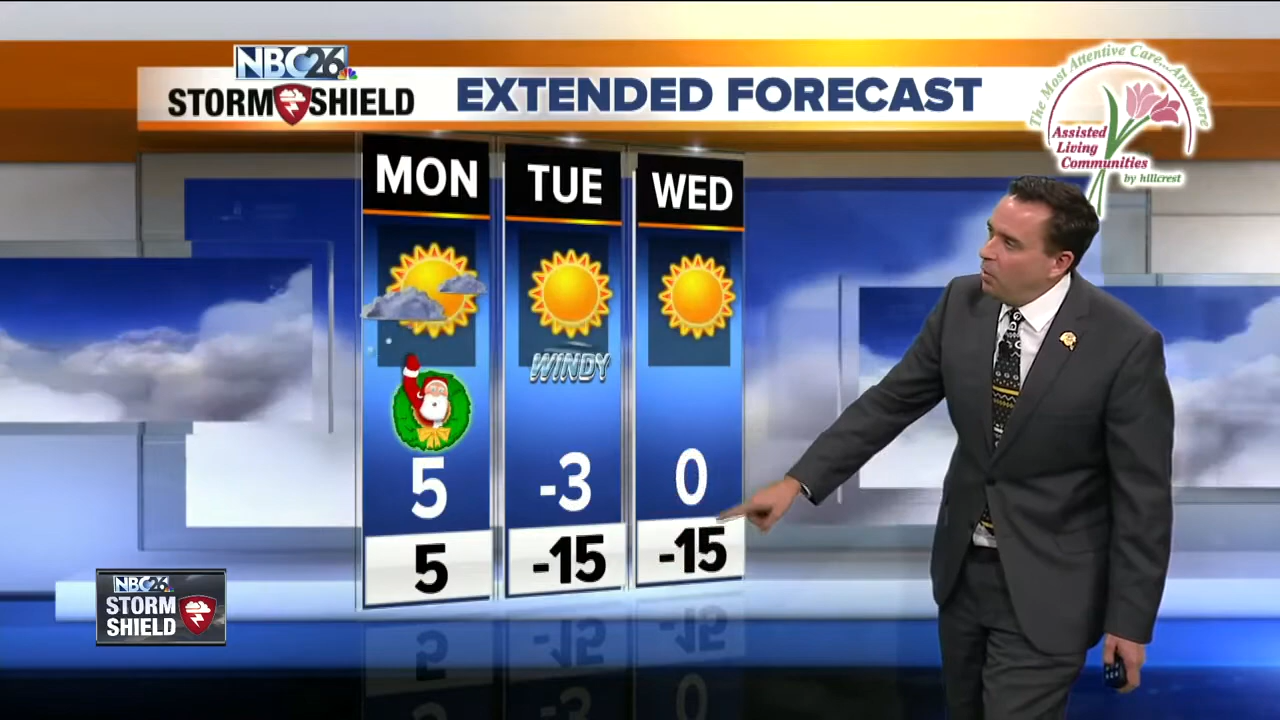 NBC26
STORM SHIELD
EXTENDED FORECAST
The Most Attentive Care...Anywhere
Assisted
Living
Communities
by hillcrest
MON
TUE
WED
WINDY
5
-3
0
5
-15
-15
NBC26
STORM
SHIELD